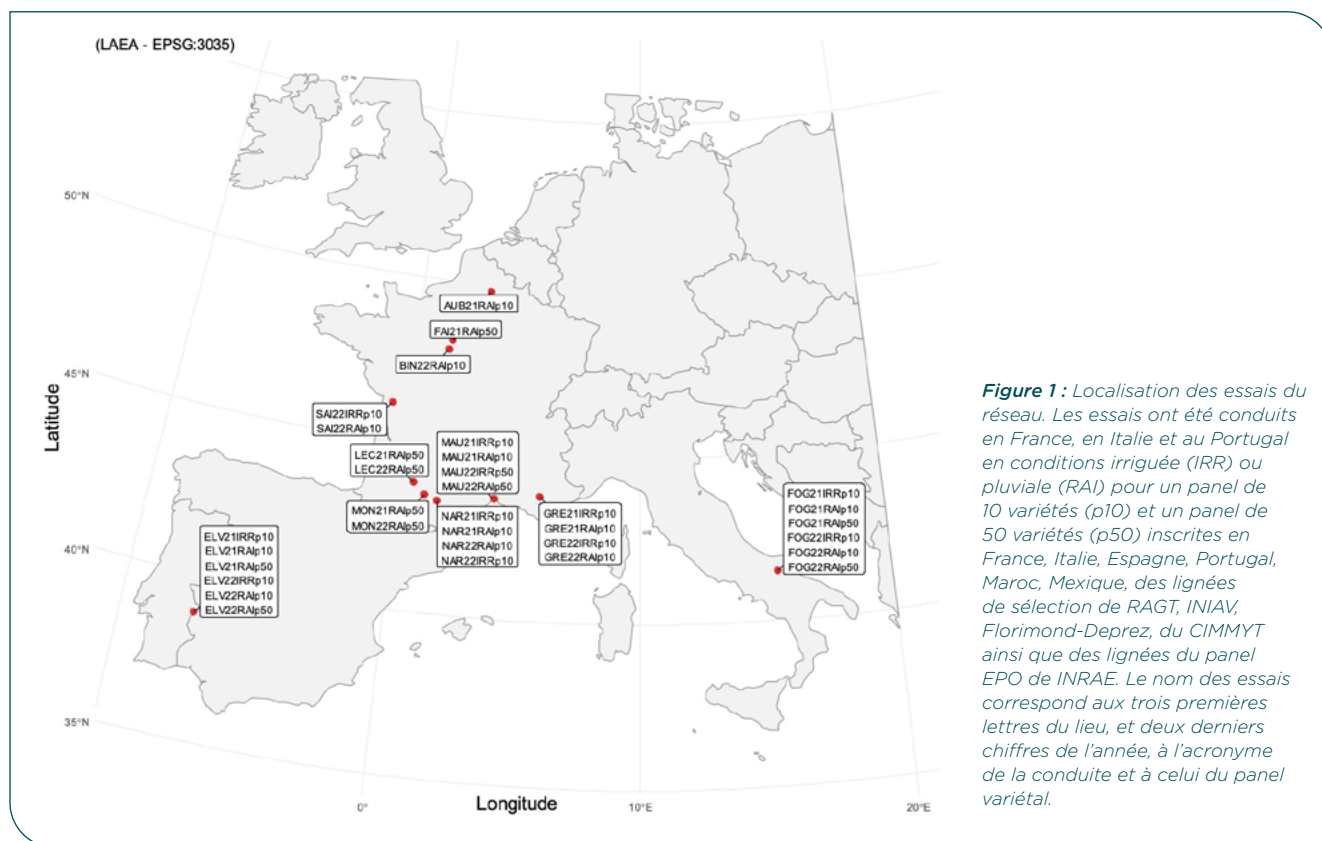 (LAEA - EPSG:3035)
50°N
45°N
40°N
35°N
Latitude
0°
10°E
20°E
Longitude
AUB21RAIp10
FAI21RAIp50
BIN22RAIp10
SAI22IRRp10
SAI22RAIp10
LEC21RAIp50
LEC22RAIp50
MON21RAIp50
MON22RAIp50
MAU21IRRp10
MAU21RAIp10
MAU22IRRp50
MAU22RAIp50
NAR21IRRp10
NAR21RAIp10
NAR22RAIp10
NAR22IRRp10
GRE21IRRp10
GRE21RAIp10
GRE22IRRp10
GRE22RAIp10
FOG21IRRp10
FOG21RAIp10
FOG21RAIp50
FOG22IRRp10
FOG22RAIp10
FOG22RAIp50
ELV21IRRp10
ELV21RAIp10
ELV21RAIp50
ELV22IRRp10
ELV22RAIp10
ELV22RAIp50
Figure 1 : Localisation des essais du
réseau. Les essais ont été conduits
en France, en Italie et au Portugal
en conditions irriguée (IRR) ou
pluviale (RAI) pour un panel de
10 variétés (p10) et un panel de
50 variétés (p50) inscrites en
France, Italie, Espagne, Portugal,
Maroc, Mexique, des lignées
de sélection de RAGT, INIAV,
Florimond-Deprez, du CIMMYT
ainsi que des lignées du panel
EPO de INRAE. Le nom des essais
correspond aux trois premières
lettres du lieu, et deux derniers
chiffres de l'année, à l'acronyme
de la conduite et à celui du panel
variétal.